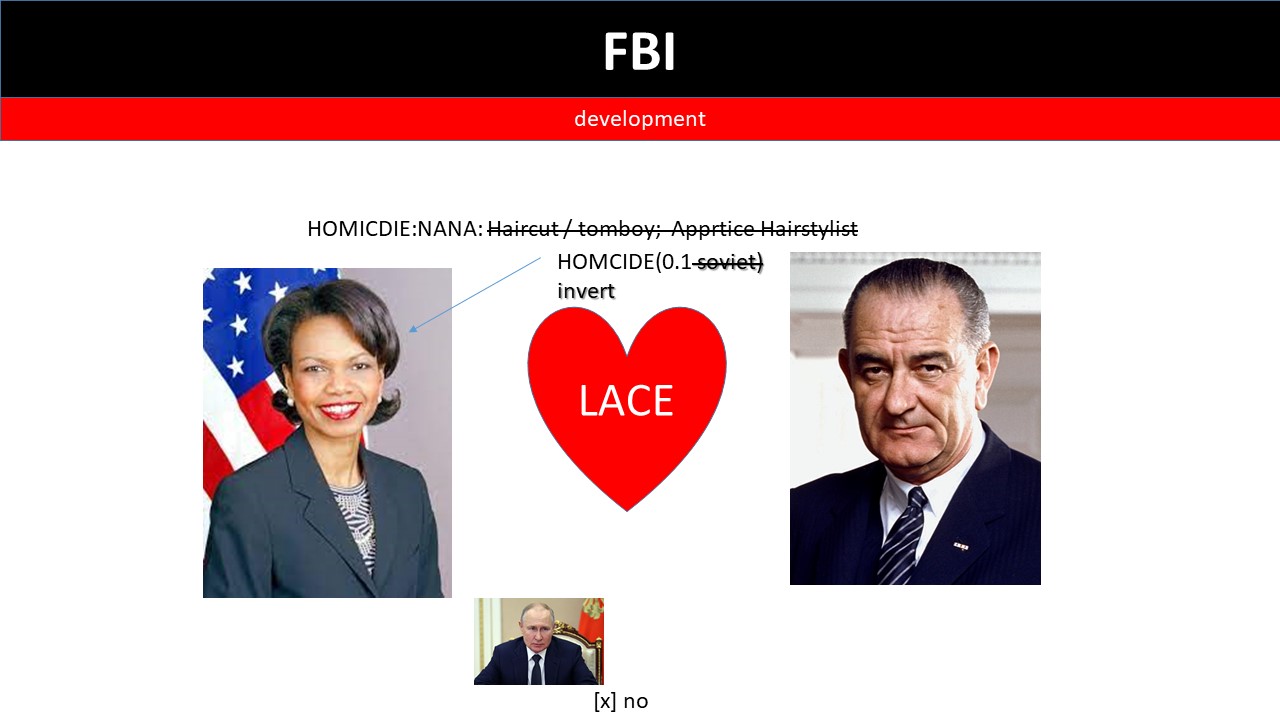 FBI
development
HOMICDIE:NANA: Haircut / tomboy;  Apprtice Hairstylist
HOMCIDE(0.1 soviet)
invert
LACE
[x] no